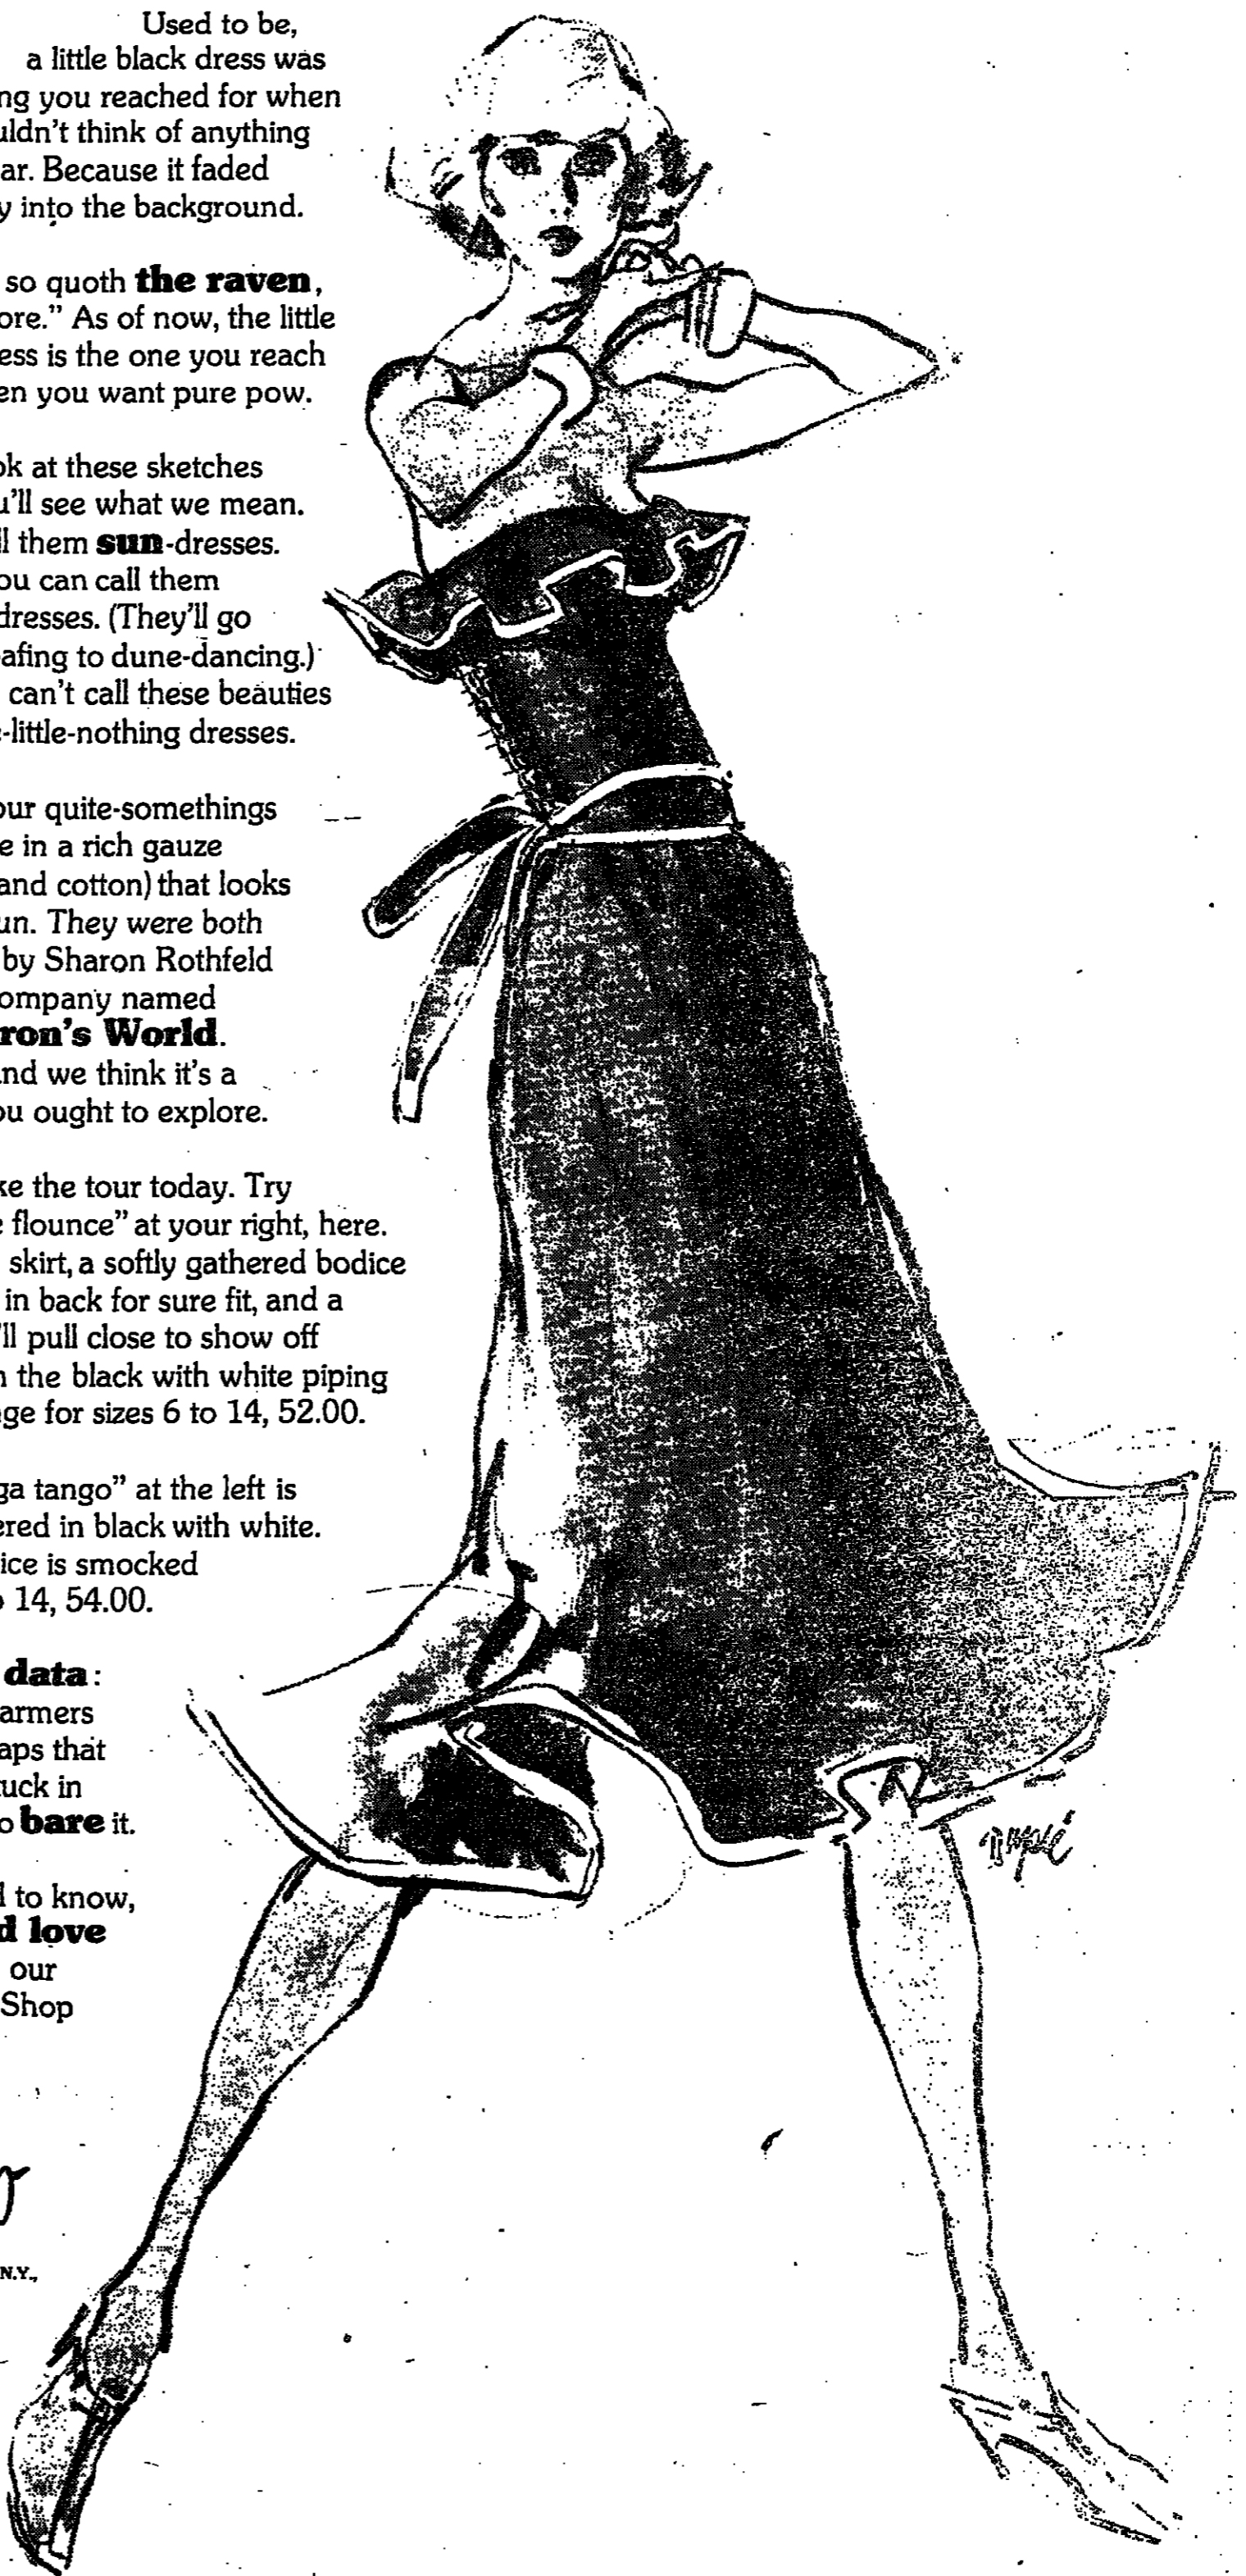 Used to be,
a little black dress was
ng you reached for when
uldn't think of anything
ar. Because it faded
y into the background.
so quoth the raven,
ore." As of now, the little
ess is the one you reach
en you want pure pow.
ok at these sketches
u'll see what we mean.
ll them sun-dresses.
ou can call them
dresses. (They'll go
afing to dune-dancing.)
can't call these beauties
-little-nothing dresses.
our quite-somethings
e in a rich gauze
and cotton) that looks
un. They were both
by Sharon Rothfeld
ompany named
ron's World.
nd we think it's a
ou ought to explore.
ke the tour today. Try
e flounce" at your right, here.
skirt, a softly gathered bodice
in back for sure fit, and a
'll pull close to show off
n the black with white piping
ge for sizes 6 to 14, 52.00.
ga tango" at the left is
ered in black with white.
ice is smocked
o 14, 54.00.
data:
armers
aps that
tuck in
o bare it.
l to know,
d love
our
Shop
N.Y.,